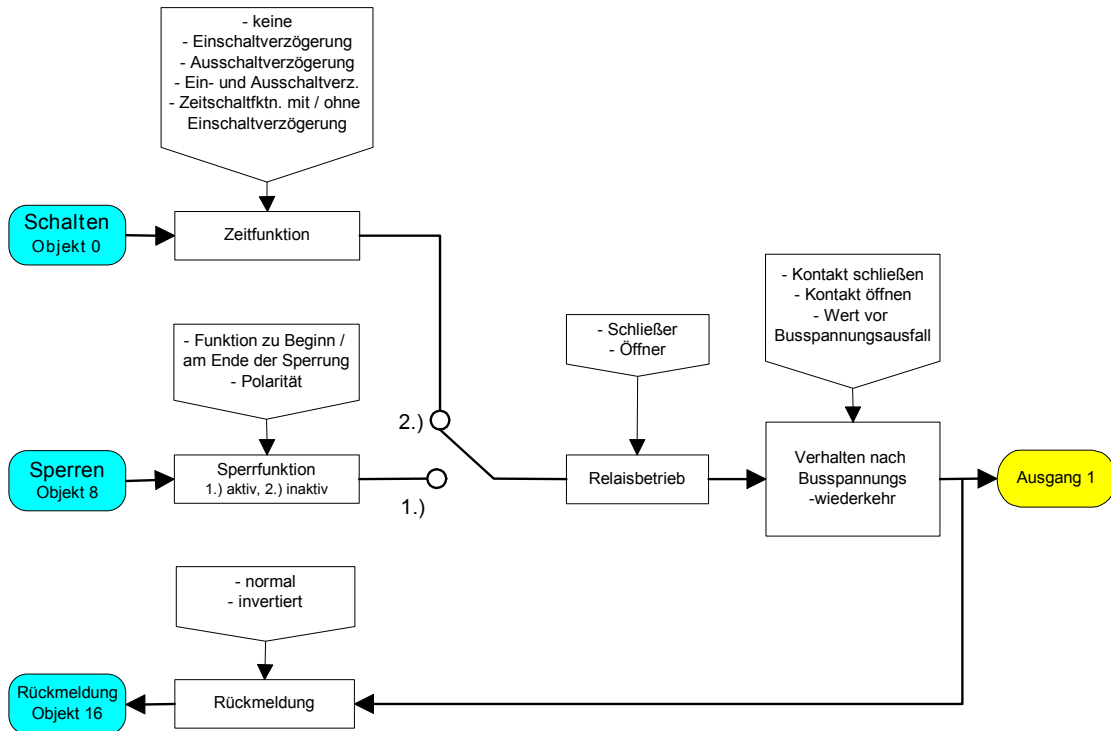 - keine
- Einschaltverzögerung
- Ausschaltverzögerung
- Ein- und Ausschaltverz.
- Zeitschaltfktn. mit / ohne
Einschaltverzögerung
Schalten
Objekt 0
Zeitfunktion
- Kontakt schließen
- Kontakt öffnen
- Wert vor
Busspannungsausfall
- Schließer
- Öffner
- Funktion zu Beginn /
am Ende der Sperrung
- Polarität
2.)
Sperren
Objekt 8
Sperrfunktion
1.) aktiv, 2.) inaktiv
1.)
Relaisbetrieb
Verhalten nach
Busspannungs
-wiederkehr
Ausgang 1
- normal
- invertiert
Rückmeldung
Objekt 16
Rückmeldung